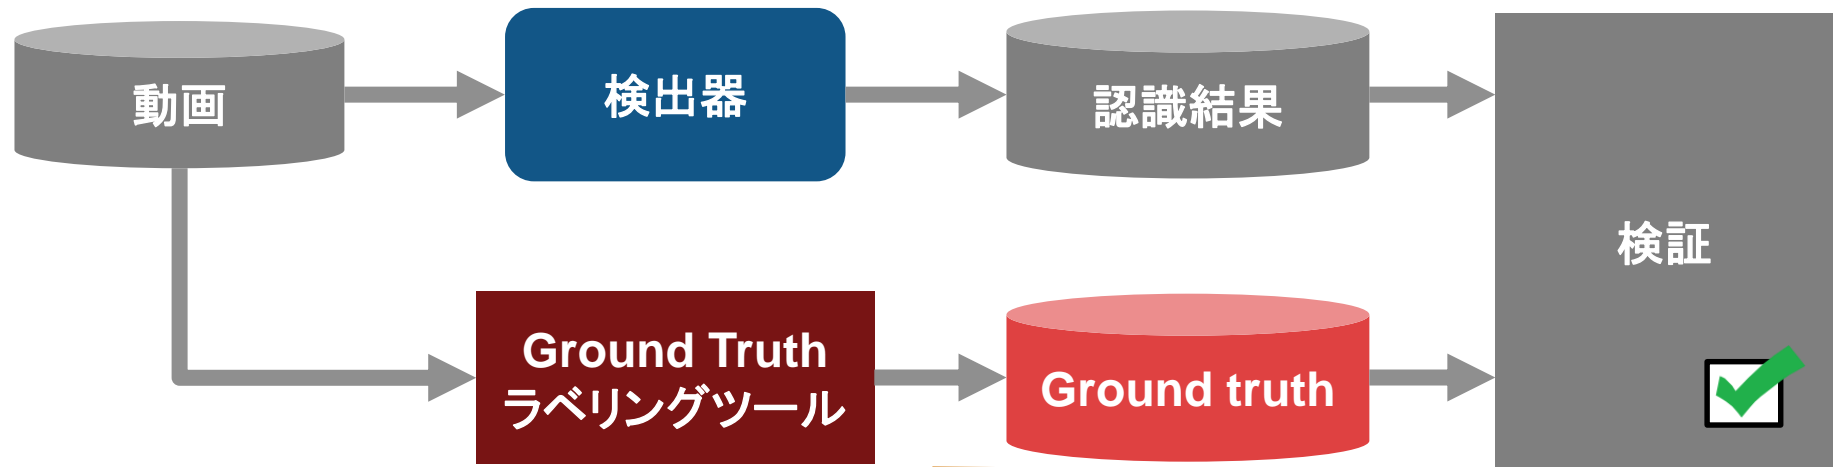 動画
検出器
認識結果
検証
Ground Truth
ラベリングツール
Ground truth